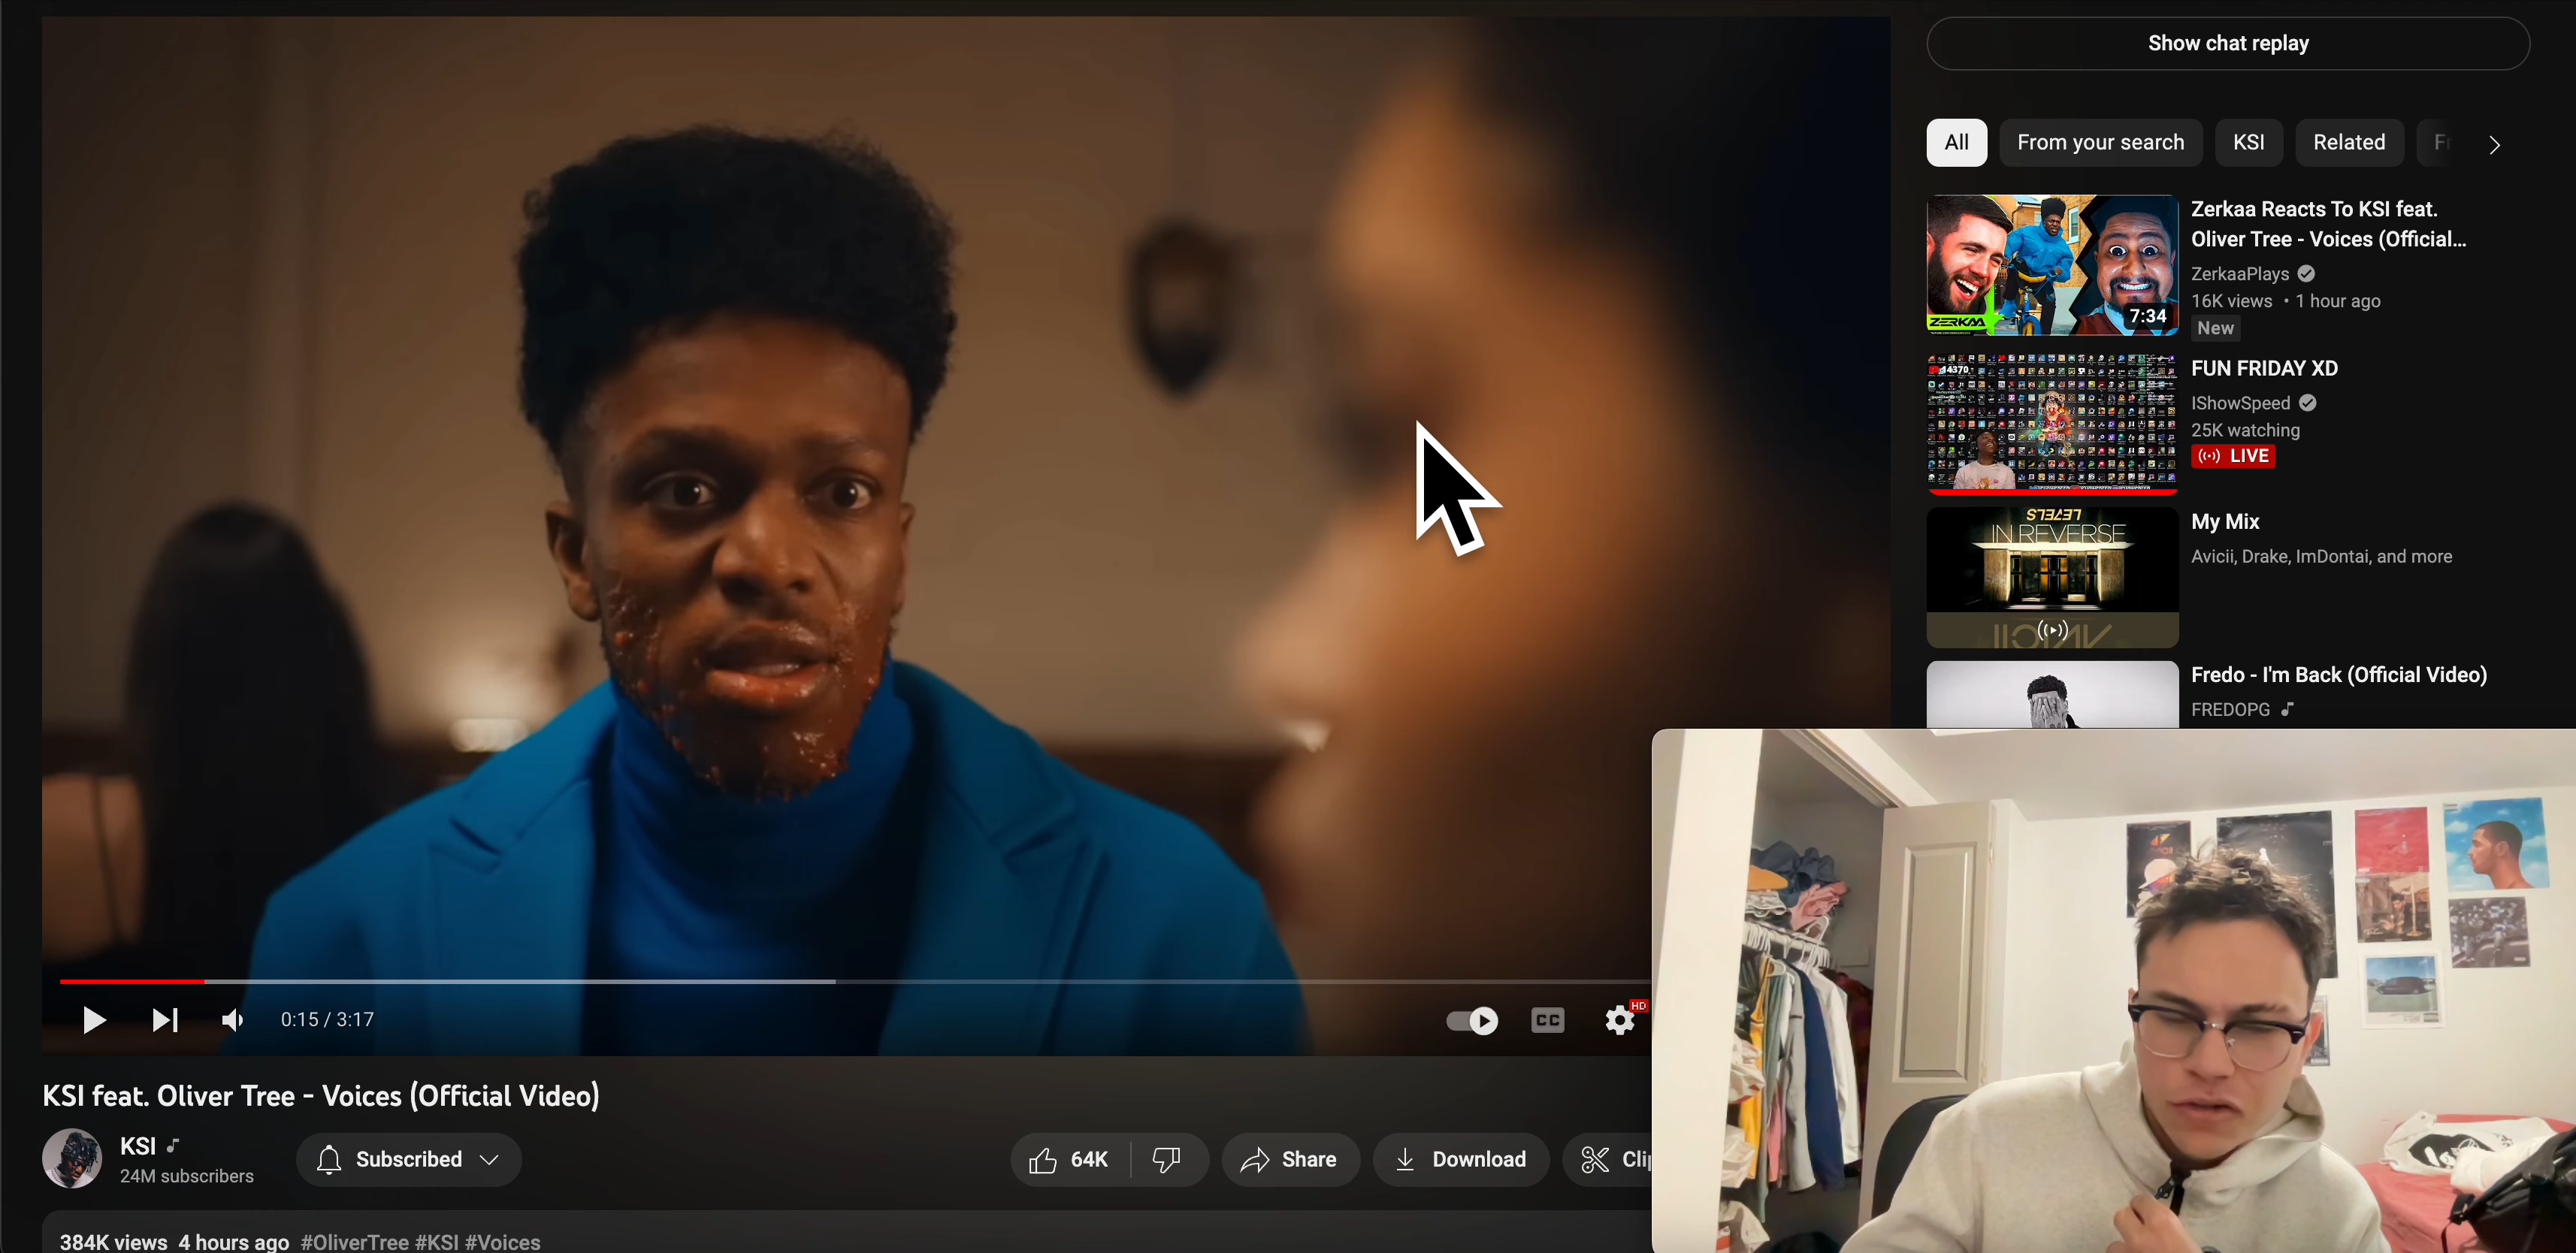 Show chat replay
All
From your search
KSI
Related
Zerkaa Reacts To KSI feat.
Oliver Tree - Voices (Official...
ZerkaaPlays
16K views • 1 hour ago
New
ZERKAA
7:34
FUN FRIDAY XD
IShowSpeed
25K watching
LIVE
14370
My Mix
Avicii, Drake, ImDontai, and more
LEVELS
IN REVERSE
Fredo - I'm Back (Official Video)
FREDOPG
0:15 / 3:17
CC
HD
KSI feat. Oliver Tree - Voices (Official Video)
KSI
24M subscribers
Subscribed
64K
Share
Download
Cli
384K views 4 hours ago #OliverTree #KSI #Voices